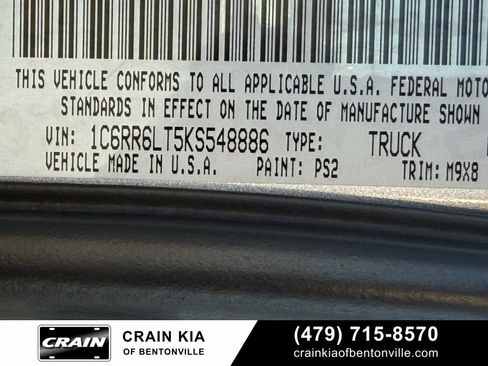 THIS VEHICLE CONFORMS TO ALL APPLICABLE U.S.A. FEDERAL MOTO
STANDARDS IN EFFECT ON THE DATE OF MANUFACTURE SHOWN
VIN: 1C6RR6LT5KS548886 TYPE: TRUCK
VEHICLE MADE IN U.S.A. PAINT: PS2 TRIM: M9X8
CRAIN
CRAIN KIA
OF BENTONVILLE
(479) 715-8570
crainkiaofbentonville.com